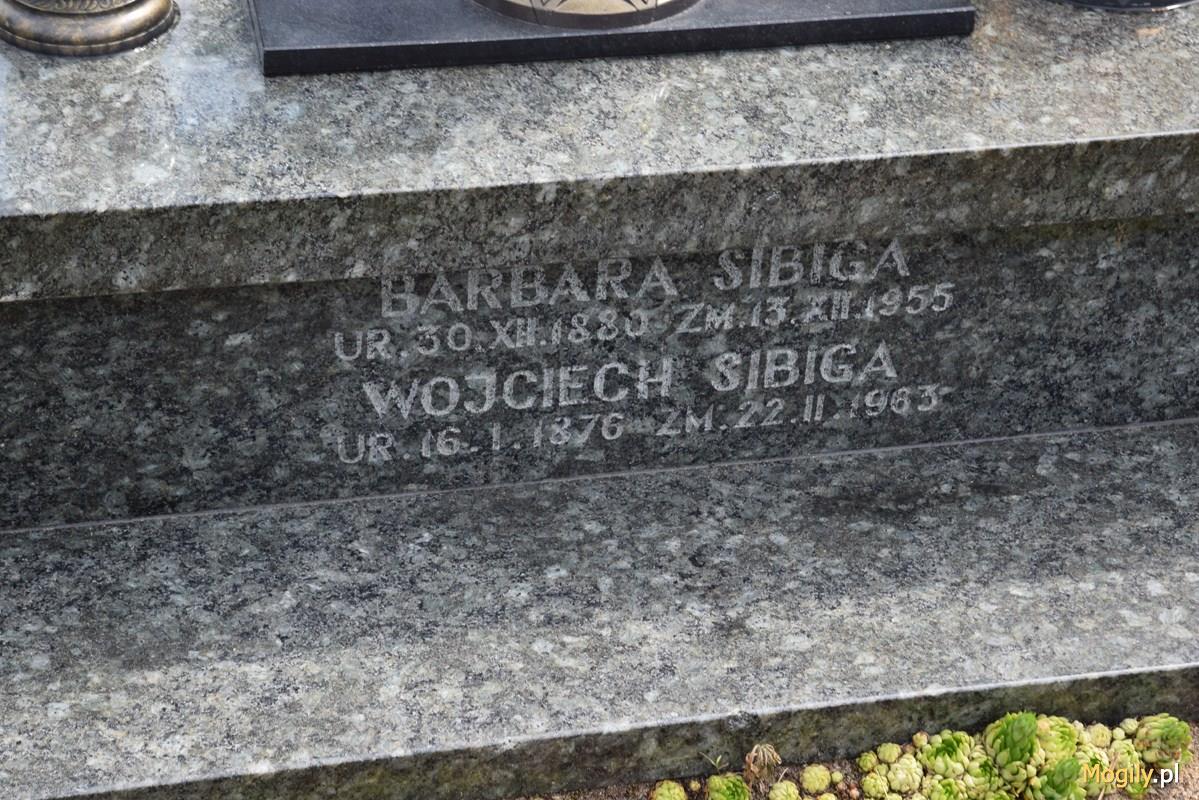 BARBARA SIBIGA
UR. 30. XII. 1880 ZM. 13. XII. 1955
WOJCIECH SIBIGA
UR. 16. I. 1876 ZM. 22. II. 1963
Mogily.pl